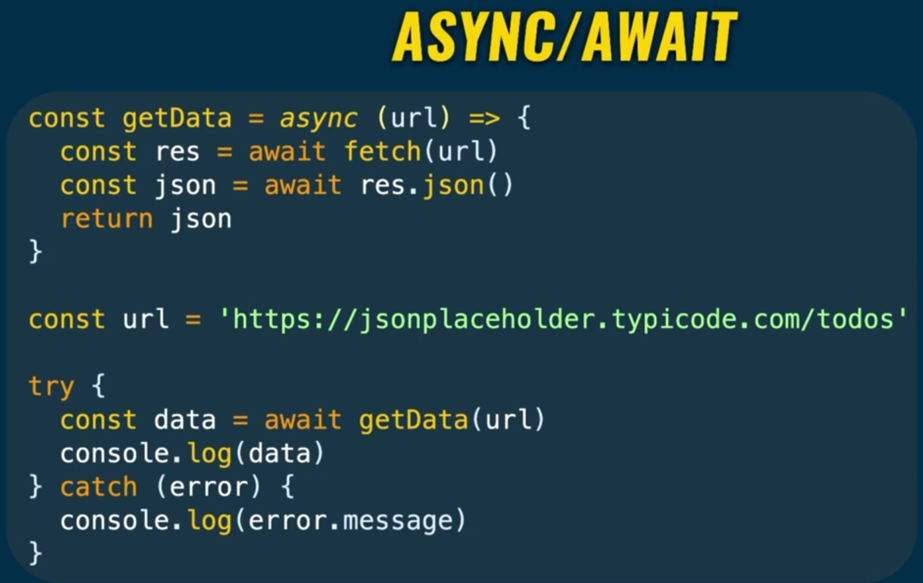 ASYNC/AWAIT
const getData = async (url) => {
  const res = await fetch(url)
  const json = await res.json()
  return json
}

const url = 'https://jsonplaceholder.typicode.com/todos'

try {
  const data = await getData(url)
  console.log(data)
} catch (error) {
  console.log(error.message)
}